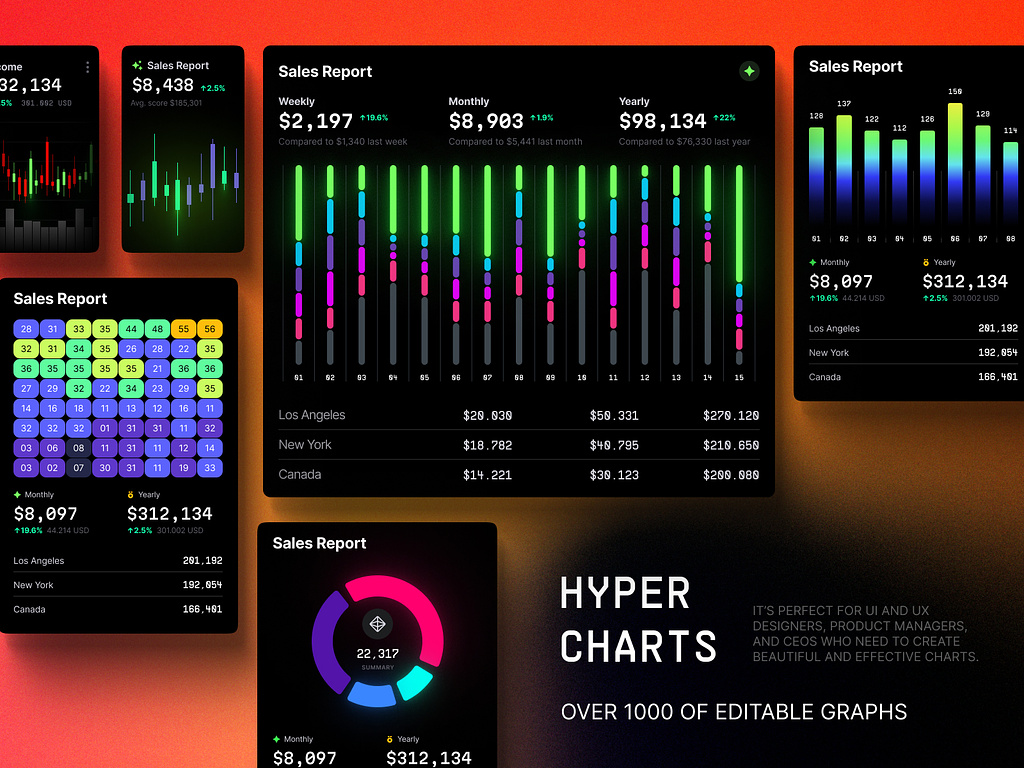 come
32,134
.5% 301.002 USD
Sales Report
$8,438 ↑2.5%
Avg. score $185,301
Sales Report
Weekly
$2,197 ↑19.6%
Compared to $1,340 last week
Monthly
$8,903 ↑1.9%
Compared to $5,441 last month
Yearly
$98,134 ↑22%
Compared to $76,330 last year
01 02 03 04 05 06 07 08 09 10 11 12 13 14 15
Los Angeles $20.030 $50.331 $270.120
New York $18.782 $40.795 $210.650
Canada $14.221 $30.123 $200.080
Sales Report
128 137 122 112 126 150 129 114
01 02 03 04 05 06 07 08
Monthly
$8,097
↑19.6% 44.214 USD
Yearly
$312,134
↑2.5% 301.002 USD
Los Angeles 201,192
New York 192,054
Canada 166,401
Sales Report
28 31 33 35 44 48 55 56
32 31 34 35 26 28 22 35
36 35 35 35 35 21 36 36
27 29 32 22 34 23 29 35
14 16 18 11 13 12 16 11
32 32 32 01 31 31 11 32
03 06 08 11 31 11 12 14
03 02 07 30 31 11 19 33
Monthly
$8,097
↑19.6% 44.214 USD
Yearly
$312,134
↑2.5% 301.002 USD
Los Angeles 201,192
New York 192,054
Canada 166,401
Sales Report
22,317
SUMMARY
Monthly
$8,097
Yearly
$312,134
HYPER
CHARTS
IT'S PERFECT FOR UI AND UX
DESIGNERS, PRODUCT MANAGERS,
AND CEOS WHO NEED TO CREATE
BEAUTIFUL AND EFFECTIVE CHARTS.
OVER 1000 OF EDITABLE GRAPHS